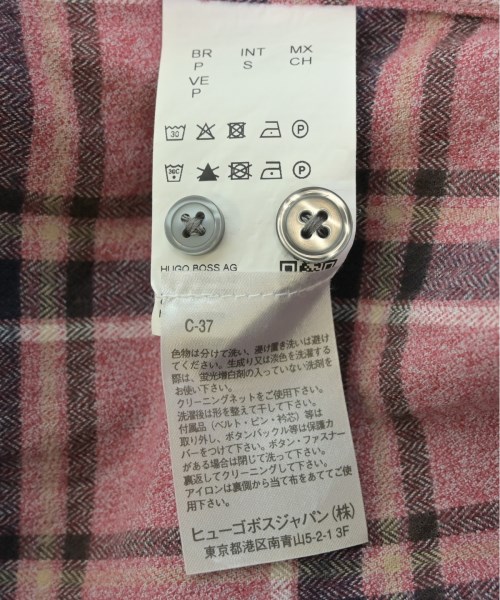 BR INT MX
P S CH
VE
P
30
30C
P
P
HUGO BOSS AG
C-37
色物は分けて洗い、浸け置き洗いは避け
てください。生成り又は淡色を洗濯する
際は、蛍光増白剤の入っていない洗剤を
お使い下さい。
クリーニングネットをご使用下さい。
洗濯後は形を整えて干して下さい。
付属品（ベルト・ピン・衿芯）等は
取り外し、ボタンバックル等は保護カ
バーをつけて下さい。ボタン・ファスナー
がある場合は閉じて洗って下さい。
裏返してクリーニングして下さい。
アイロンは裏側から当て布をあててご使
用下さい。
ヒューゴボスジャパン（株）
東京都港区南青山5-2-1 3F